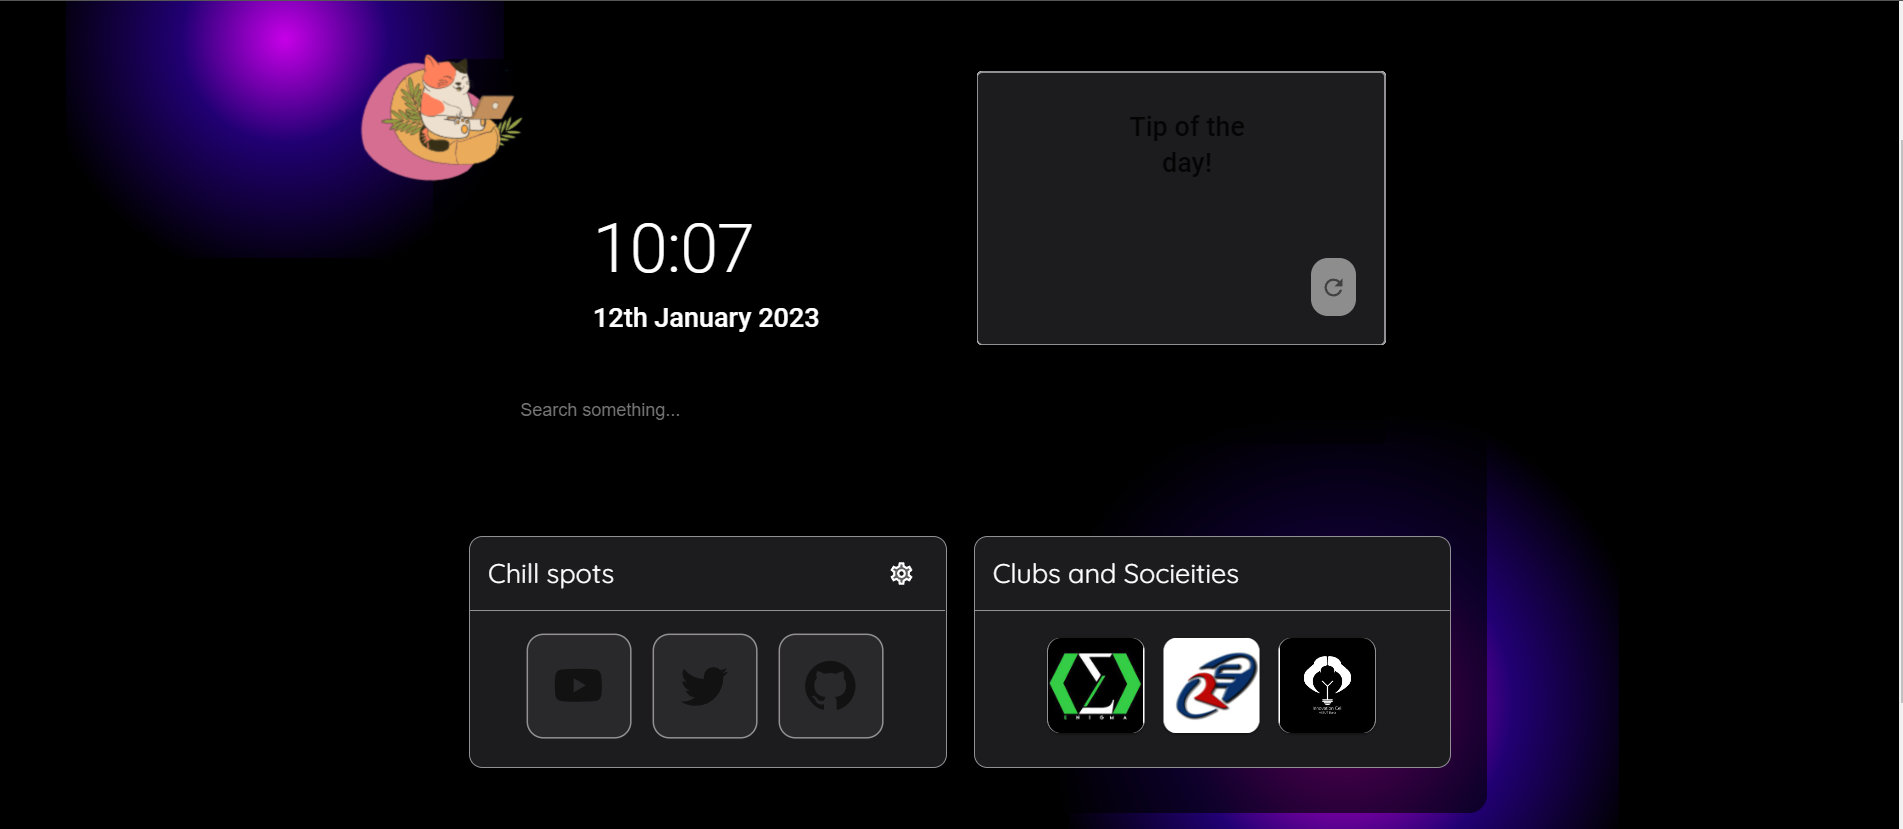 Tip of the
day!
10:07
12th January 2023
Search something...
Chill spots
Clubs and Socieities
ENIGMA
Innovation Cell